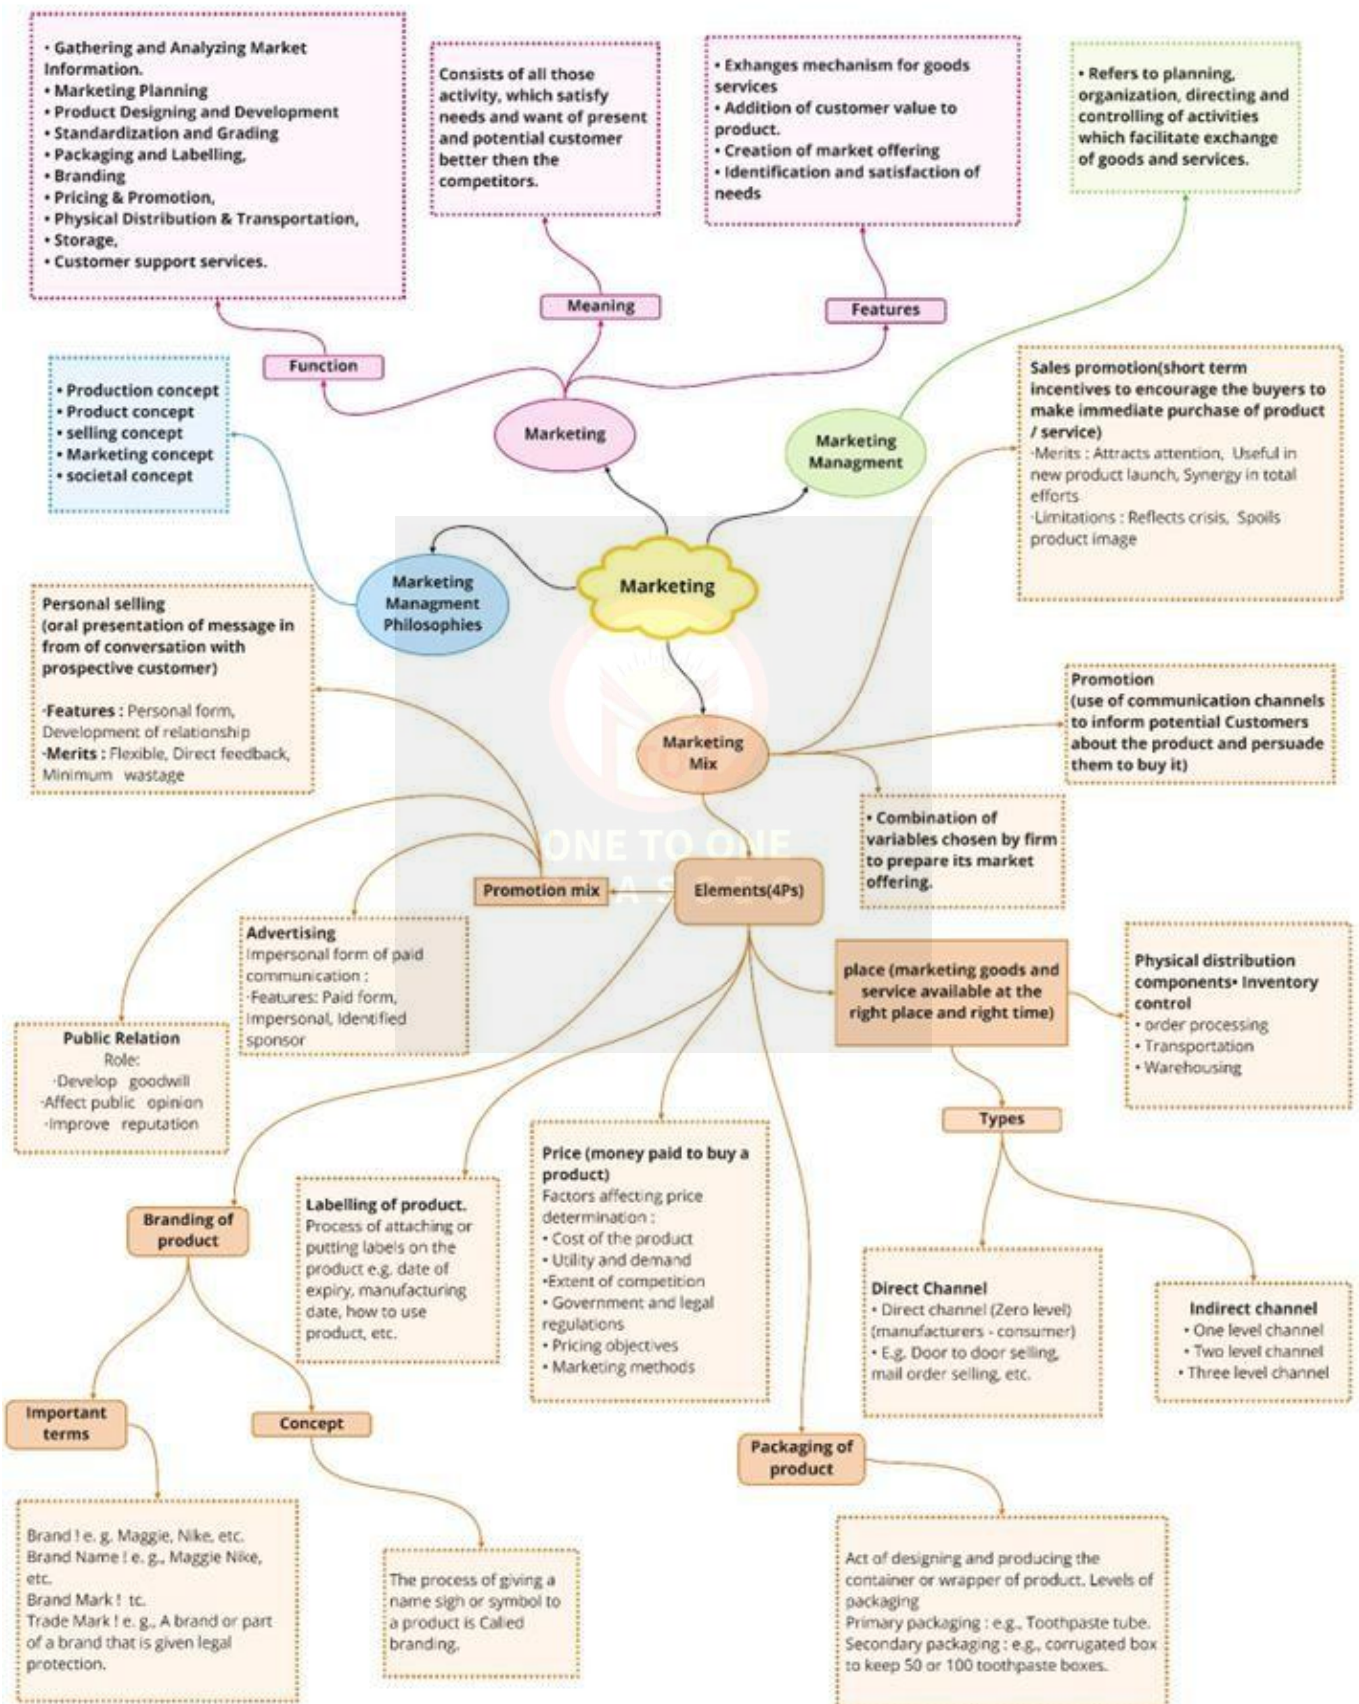 • Gathering and Analyzing Market
Information.
• Marketing Planning
• Product Designing and Development
• Standardization and Grading
• Packaging and Labelling,
• Branding
• Pricing & Promotion,
• Physical Distribution & Transportation,
• Storage,
• Customer support services.
Consists of all those
activity, which satisfy
needs and want of present
and potential customer
better then the
competitors.
• Exhanges mechanism for goods
services
• Addition of customer value to
product.
• Creation of market offering
• Identification and satisfaction of
needs
• Refers to planning,
organization, directing and
controlling of activities
which facilitate exchange
of goods and services.
Meaning
Features
Function
• Production concept
• Product concept
• selling concept
• Marketing concept
• societal concept
Marketing
Marketing
Managment
Sales promotion(short term
incentives to encourage the buyers to
make immediate purchase of product
/ service)
·Merits : Attracts attention, Useful in
new product launch, Synergy in total
efforts
·Limitations : Reflects crisis, Spoils
product image
Marketing
Managment
Philosophies
Marketing
Personal selling
(oral presentation of message in
from of conversation with
prospective customer)
·Features : Personal form,
Development of relationship
·Merits : Flexible, Direct feedback,
Minimum wastage
Marketing
Mix
Promotion
(use of communication channels
to inform potential Customers
about the product and persuade
them to buy it)
• Combination of
variables chosen by firm
to prepare its market
offering.
ONE TO ONE
CLASSES
Promotion mix
Elements(4Ps)
Advertising
Impersonal form of paid
communication :
·Features: Paid form,
Impersonal, Identified
sponsor
place (marketing goods and
service available at the
right place and right time)
Physical distribution
components• Inventory
control
• order processing
• Transportation
• Warehousing
Public Relation
Role:
·Develop goodwill
·Affect public opinion
·Improve reputation
Types
Branding of
product
Labelling of product.
Process of attaching or
putting labels on the
product e.g. date of
expiry, manufacturing
date, how to use
product, etc.
Price (money paid to buy a
product)
Factors affecting price
determination :
• Cost of the product
• Utility and demand
•Extent of competition
• Government and legal
regulations
• Pricing objectives
• Marketing methods
Direct Channel
• Direct channel (Zero level)
(manufacturers - consumer)
• E.g. Door to door selling,
mail order selling, etc.
Indirect channel
• One level channel
• Two level channel
• Three level channel
Important
terms
Concept
Packaging of
product
Brand ! e. g. Maggie, Nike, etc.
Brand Name ! e. g., Maggie Nike,
etc.
Brand Mark ! tc.
Trade Mark ! e. g., A brand or part
of a brand that is given legal
protection.
The process of giving a
name sigh or symbol to
a product is Called
branding.
Act of designing and producing the
container or wrapper of product. Levels of
packaging
Primary packaging : e.g., Toothpaste tube.
Secondary packaging : e.g., corrugated box
to keep 50 or 100 toothpaste boxes.